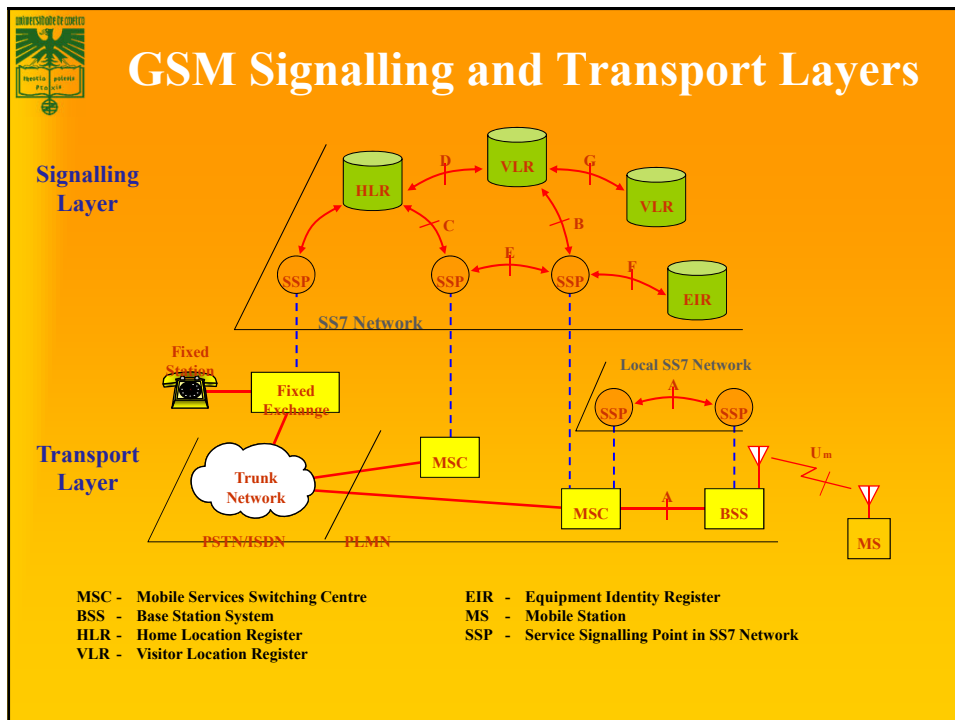 UNIVERSIDADE DE COIMBRA
GSM Signalling and Transport Layers
Signalling
Layer
HLR
D
VLR
G
VLR
C
B
E
F
SSP
SSP
SSP
EIR
SS7 Network
Fixed
Station
Fixed
Exchange
Local SS7 Network
A
SSP
SSP
Transport
Layer
Trunk
Network
MSC
MSC
A
BSS
Um
MS
PSTN/ISDN
PLMN
MSC - Mobile Services Switching Centre
BSS - Base Station System
HLR - Home Location Register
VLR - Visitor Location Register
EIR - Equipment Identity Register
MS - Mobile Station
SSP - Service Signalling Point in SS7 Network